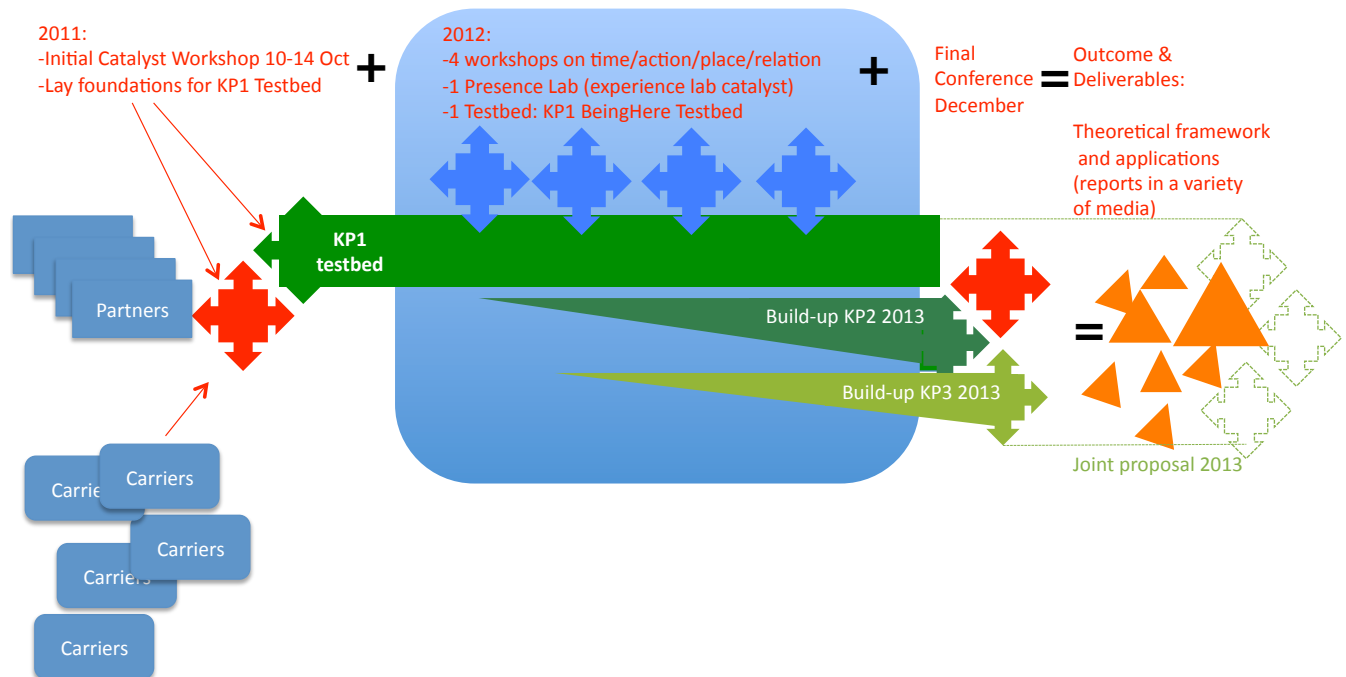 2011:
-Initial Catalyst Workshop 10-14 Oct
-Lay foundations for KP1 Testbed
+
2012:
-4 workshops on time/action/place/relation
-1 Presence Lab (experience lab catalyst)
-1 Testbed: KP1 BeingHere Testbed
+
Final
Conference
December
=
Outcome &
Deliverables:
Theoretical framework
and applications
(reports in a variety
of media)
KP1
testbed
Partners
Build-up KP2 2013
=
Build-up KP3 2013
Joint proposal 2013
Carriers
Carriers
Carriers
Carriers
Carriers